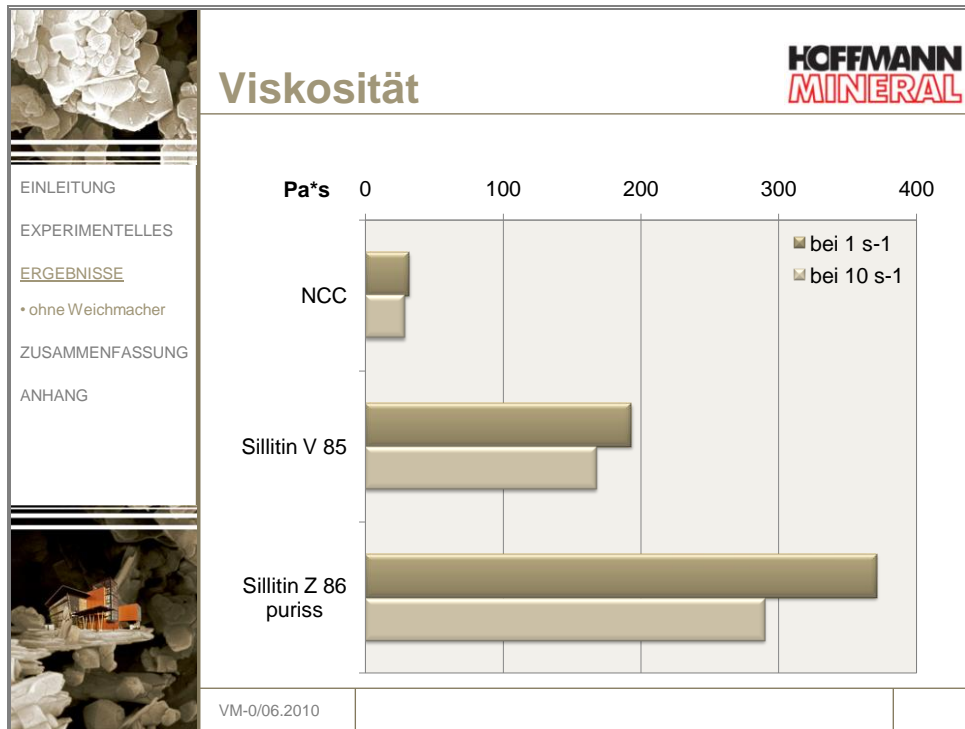 Viskosität
HOFFMANN
MINERAL
EINLEITUNG
EXPERIMENTELLES
ERGEBNISSE
• ohne Weichmacher
ZUSAMMENFASSUNG
ANHANG
Pa*s 0 100 200 300 400
bei 1 s-1
bei 10 s-1
NCC
Sillitin V 85
Sillitin Z 86
puriss
VM-0/06.2010